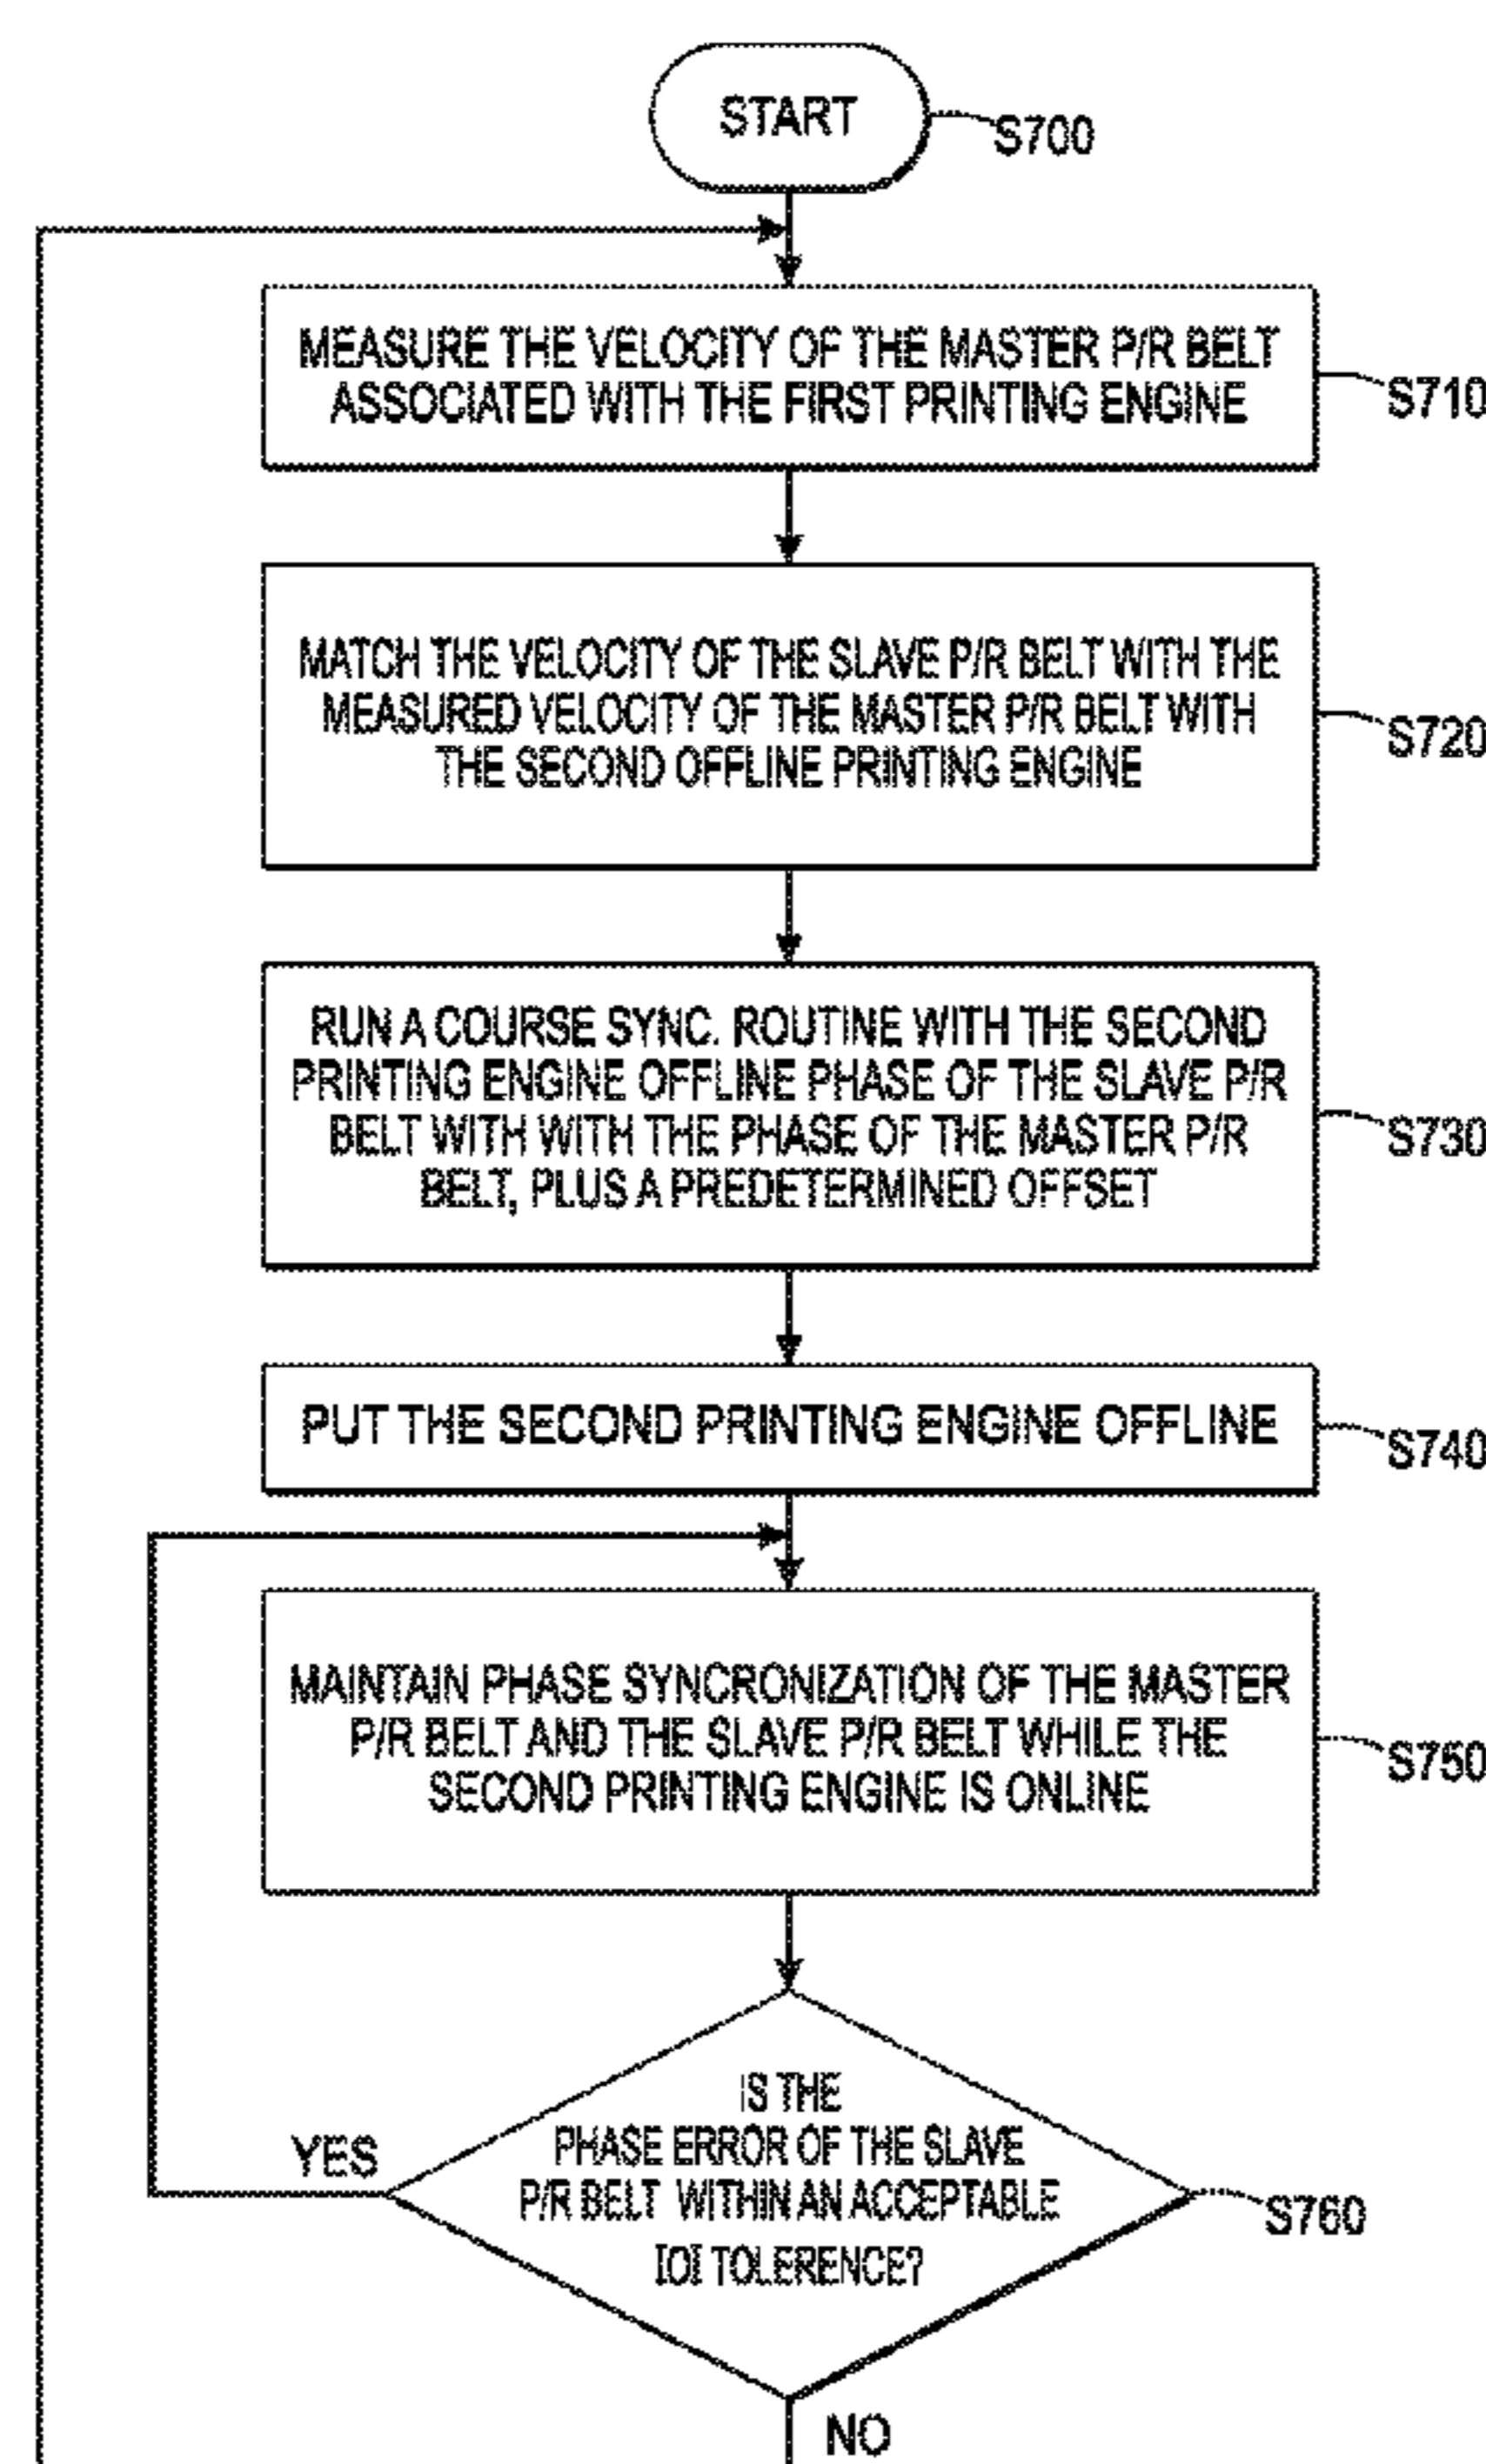 START
S700
MEASURE THE VELOCITY OF THE MASTER P/R BELT
ASSOCIATED WITH THE FIRST PRINTING ENGINE
S710
MATCH THE VELOCITY OF THE SLAVE P/R BELT WITH THE
MEASURED VELOCITY OF THE MASTER P/R BELT WITH
THE SECOND OFFLINE PRINTING ENGINE
S720
RUN A COURSE SYNC. ROUTINE WITH THE SECOND
PRINTING ENGINE OFFLINE PHASE OF THE SLAVE P/R
BELT WITH WITH THE PHASE OF THE MASTER P/R
BELT, PLUS A PREDETERMINED OFFSET
S730
PUT THE SECOND PRINTING ENGINE OFFLINE
S740
MAINTAIN PHASE SYNCRONIZATION OF THE MASTER
P/R BELT AND THE SLAVE P/R BELT WHILE THE
SECOND PRINTING ENGINE IS ONLINE
S750
IS THE
PHASE ERROR OF THE SLAVE
P/R BELT WITHIN AN ACCEPTABLE
IOI TOLERENCE?
YES
S760
NO